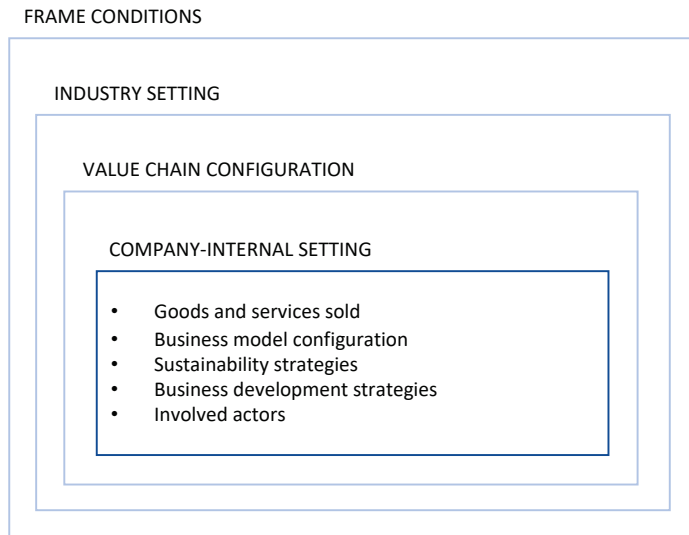 FRAME CONDITIONS
INDUSTRY SETTING
VALUE CHAIN CONFIGURATION
COMPANY-INTERNAL SETTING
• Goods and services sold
• Business model configuration
• Sustainability strategies
• Business development strategies
• Involved actors